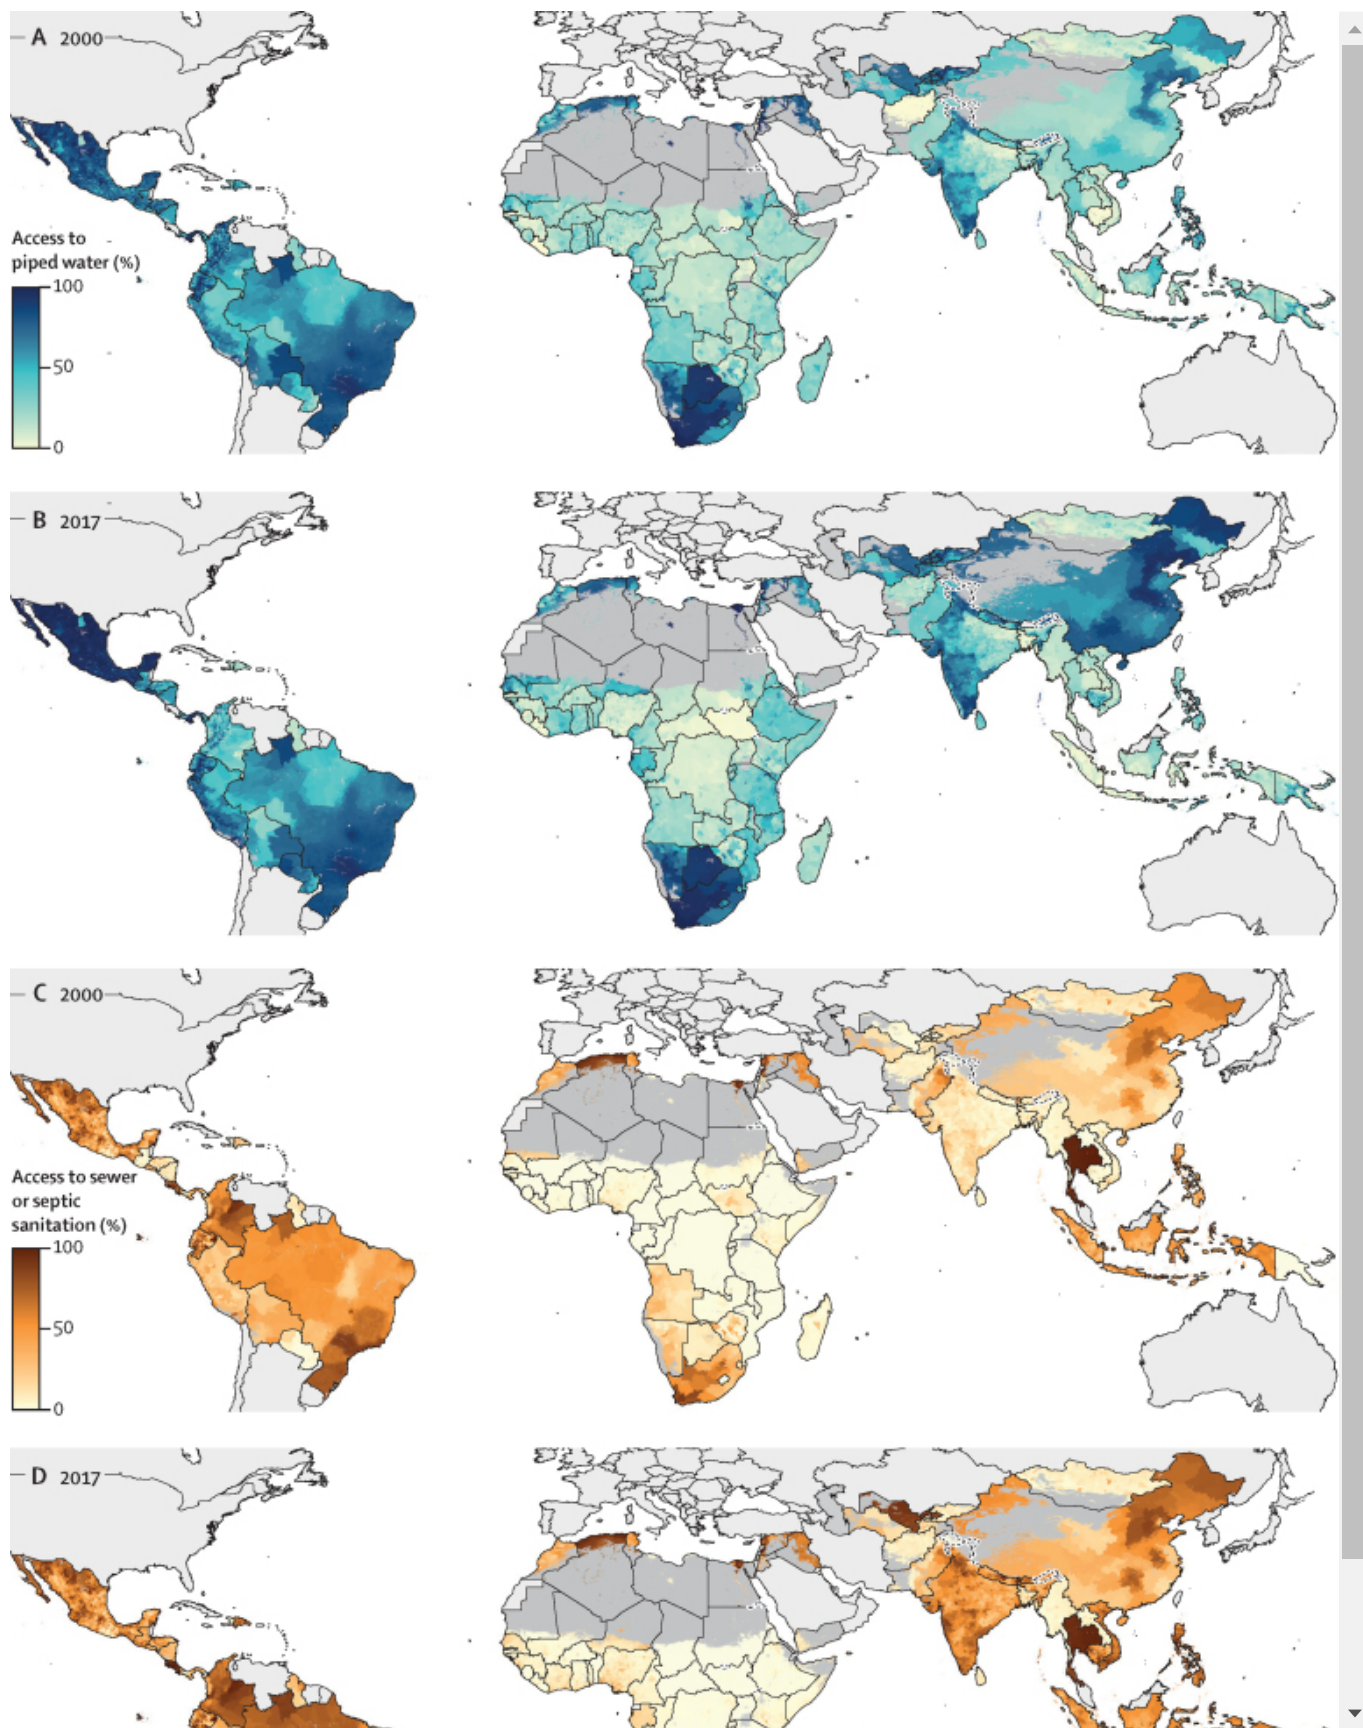 A 2000
Access to
piped water (%)
100
50
0
B 2017
C 2000
Access to sewer
or septic
sanitation (%)
100
50
0
D 2017